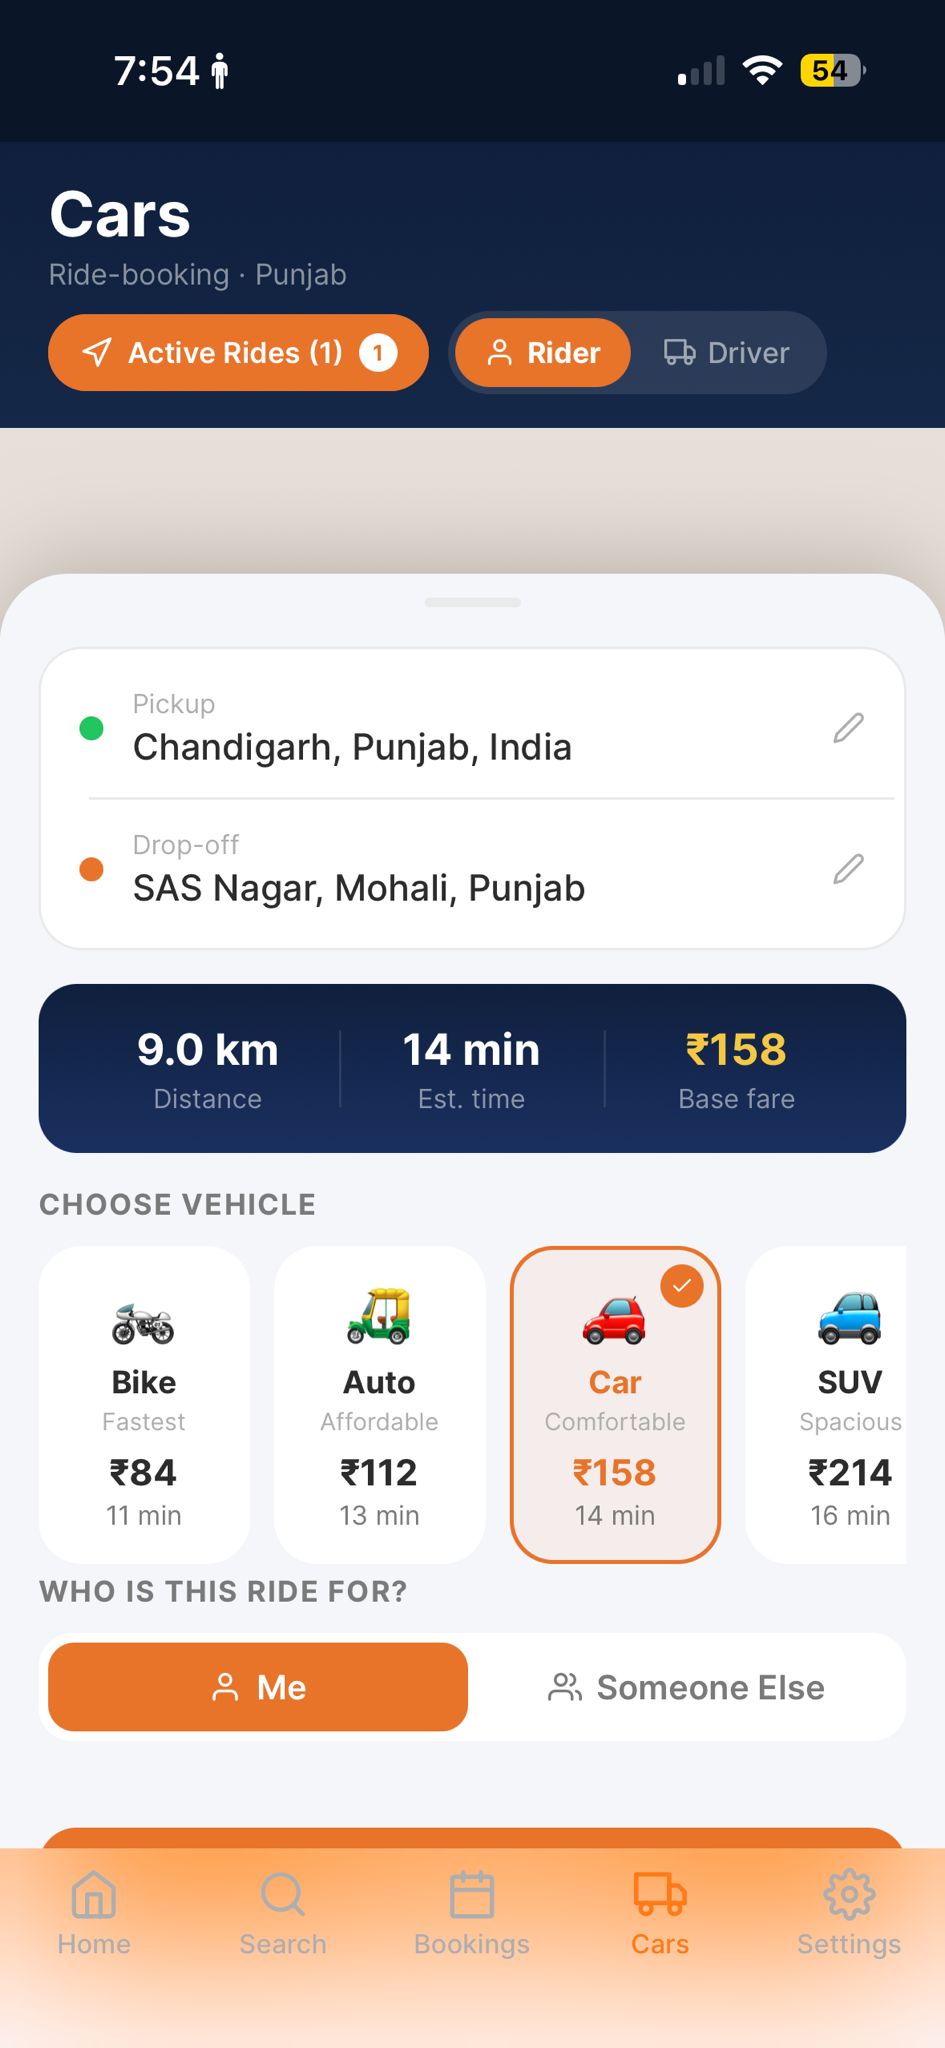 7:54
54
Cars
Ride-booking · Punjab
Active Rides (1) 1
Rider
Driver
Pickup
Chandigarh, Punjab, India
Drop-off
SAS Nagar, Mohali, Punjab
9.0 km
14 min
₹158
Distance
Est. time
Base fare
CHOOSE VEHICLE
Bike
Auto
Car
SUV
Fastest
Affordable
Comfortable
Spacious
₹84
₹112
₹158
₹214
11 min
13 min
14 min
16 min
WHO IS THIS RIDE FOR?
Me
Someone Else
Home
Search
Bookings
Cars
Settings